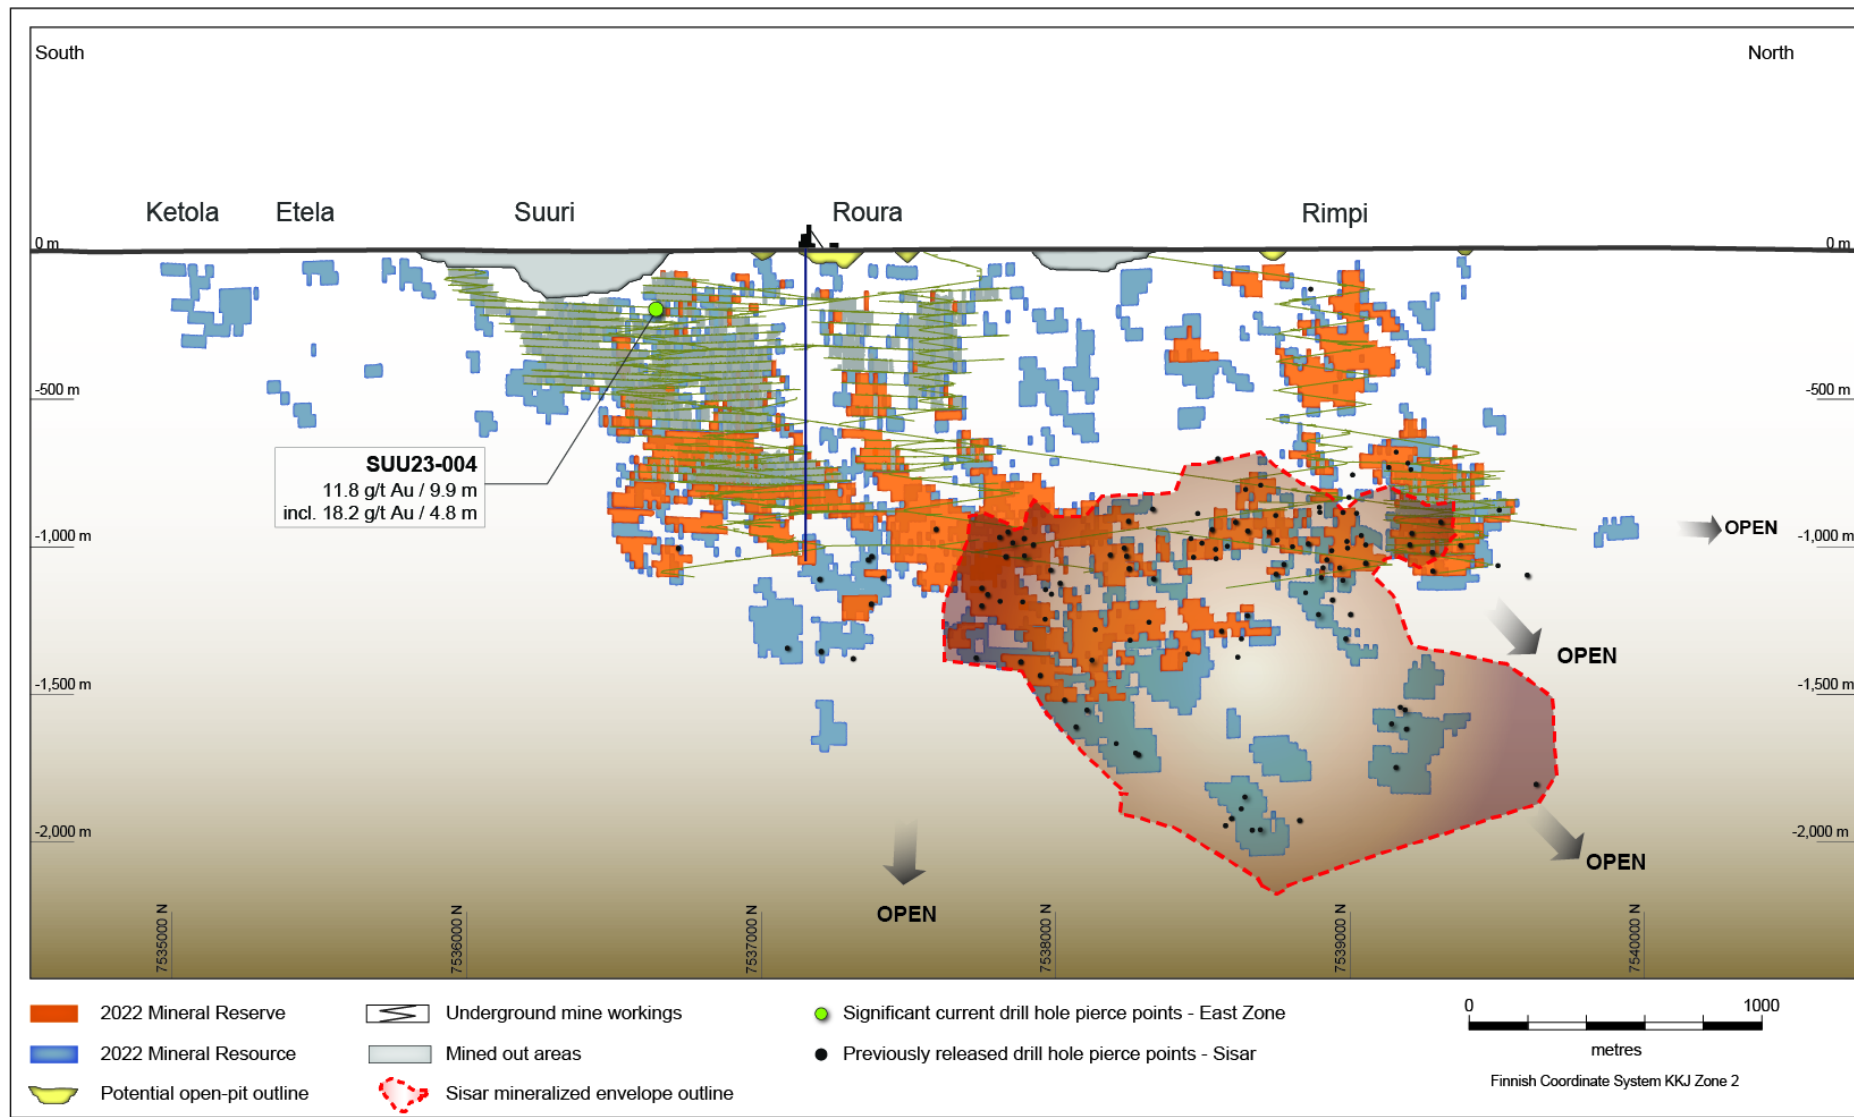 South
North
Ketola
Etela
Suuri
Roura
Rimpi
0 m
0 m
-500 m
-500 m
SUU23-004
11.8 g/t Au / 9.9 m
incl. 18.2 g/t Au / 4.8 m
-1,000 m
-1,000 m
OPEN
OPEN
-1,500 m
-1,500 m
-2,000 m
-2,000 m
OPEN
OPEN
7535000 N
7536000 N
7537000 N
7538000 N
7539000 N
7540000 N
2022 Mineral Reserve
Underground mine workings
Significant current drill hole pierce points - East Zone
0
1000
2022 Mineral Resource
Mined out areas
Previously released drill hole pierce points - Sisar
metres
Potential open-pit outline
Sisar mineralized envelope outline
Finnish Coordinate System KKJ Zone 2